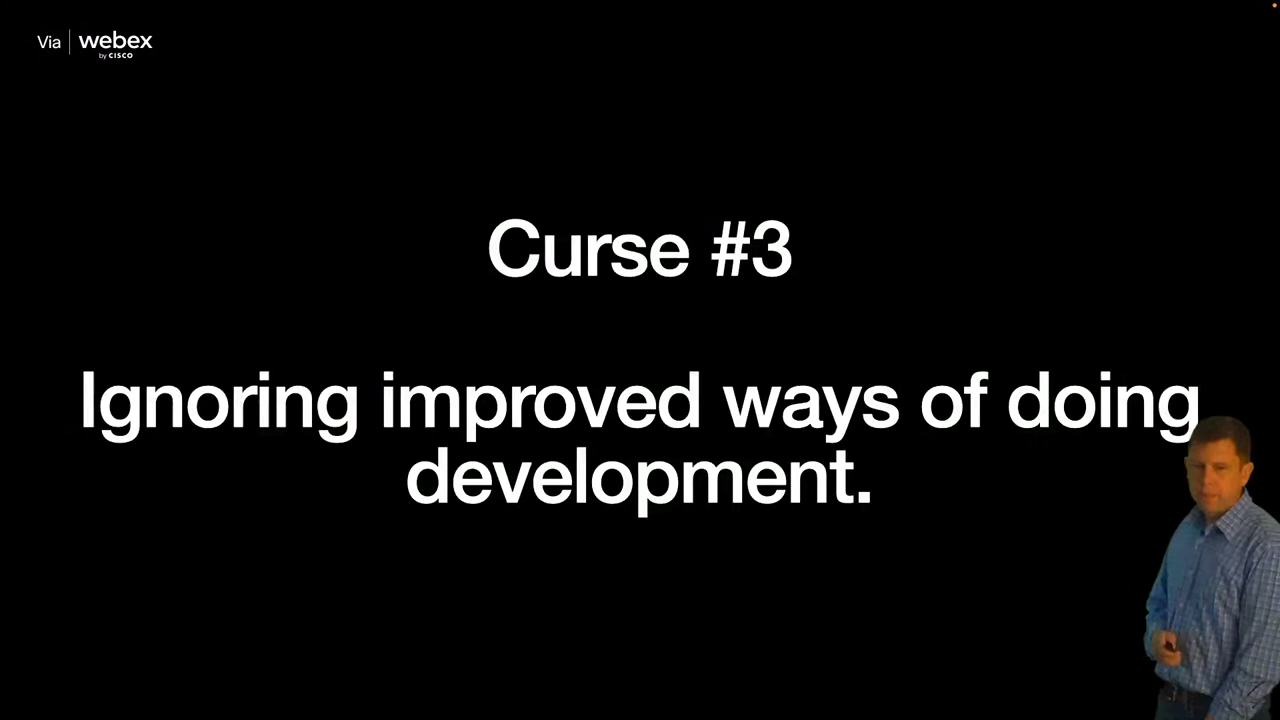 Via webex
by CISCO
Curse #3
Ignoring improved ways of doing
development.